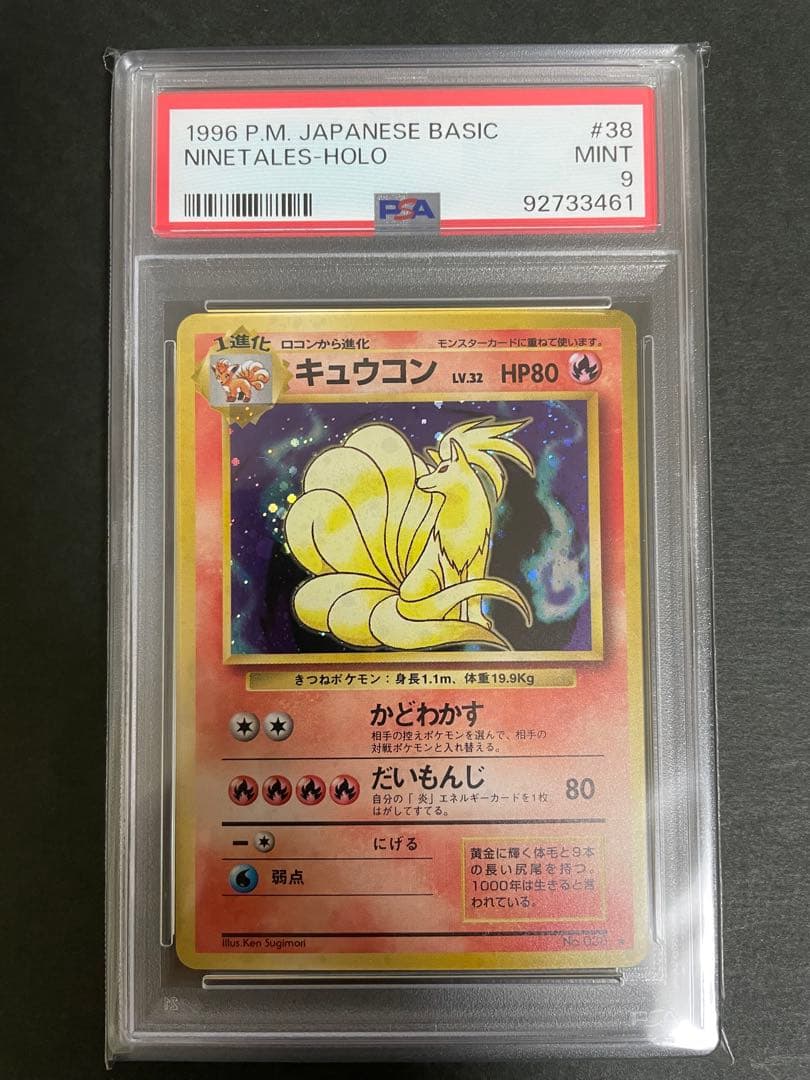 1996 P.M. JAPANESE BASIC #38
NINETALES-HOLO MINT
9
PSA 92733461
1進化 ロコンから進化 モンスターカードに重ねて使います。
キュウコン LV.32 HP80
きつねポケモン：身長1.1m、体重19.9Kg
かどわかす
相手の控えポケモンを選んで、相手の
対戦ポケモンと入れ替える。
だいもんじ 80
自分の「炎」エネルギーカードを1枚
はがしてすてる。
ー にげる
弱点
黄金に輝く体毛と9本
の長い尻尾を持つ。
1000年は生きると言
われている。
Illus.Ken Sugimori No.038 ★